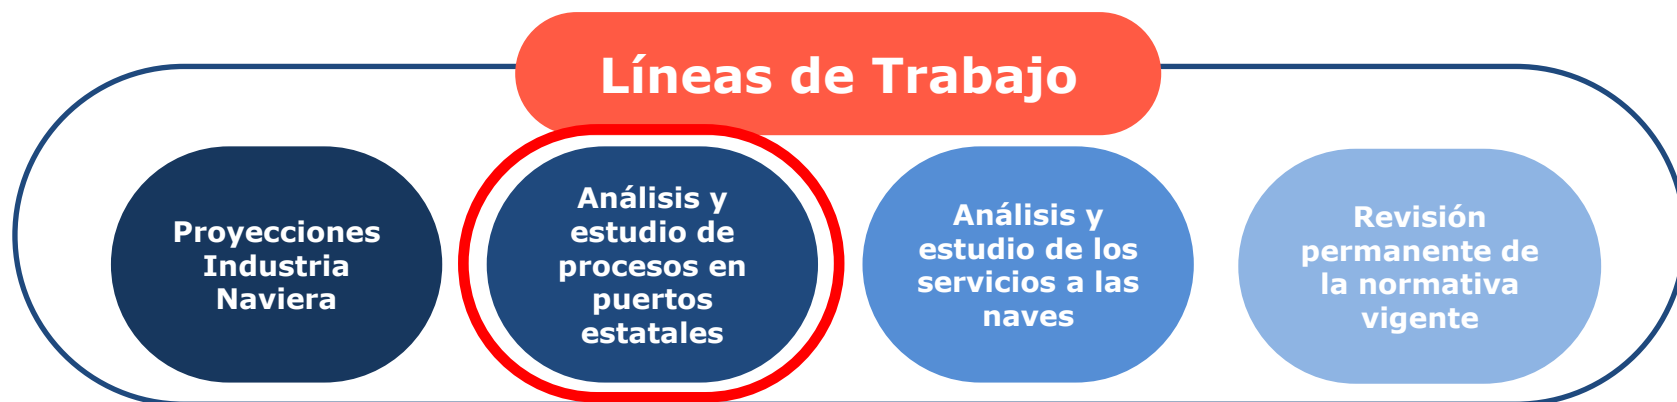 Líneas de Trabajo
Proyecciones
Industria
Naviera
Análisis y
estudio de
procesos en
puertos
estatales
Análisis y
estudio de los
servicios a las
naves
Revisión
permanente de
la normativa
vigente